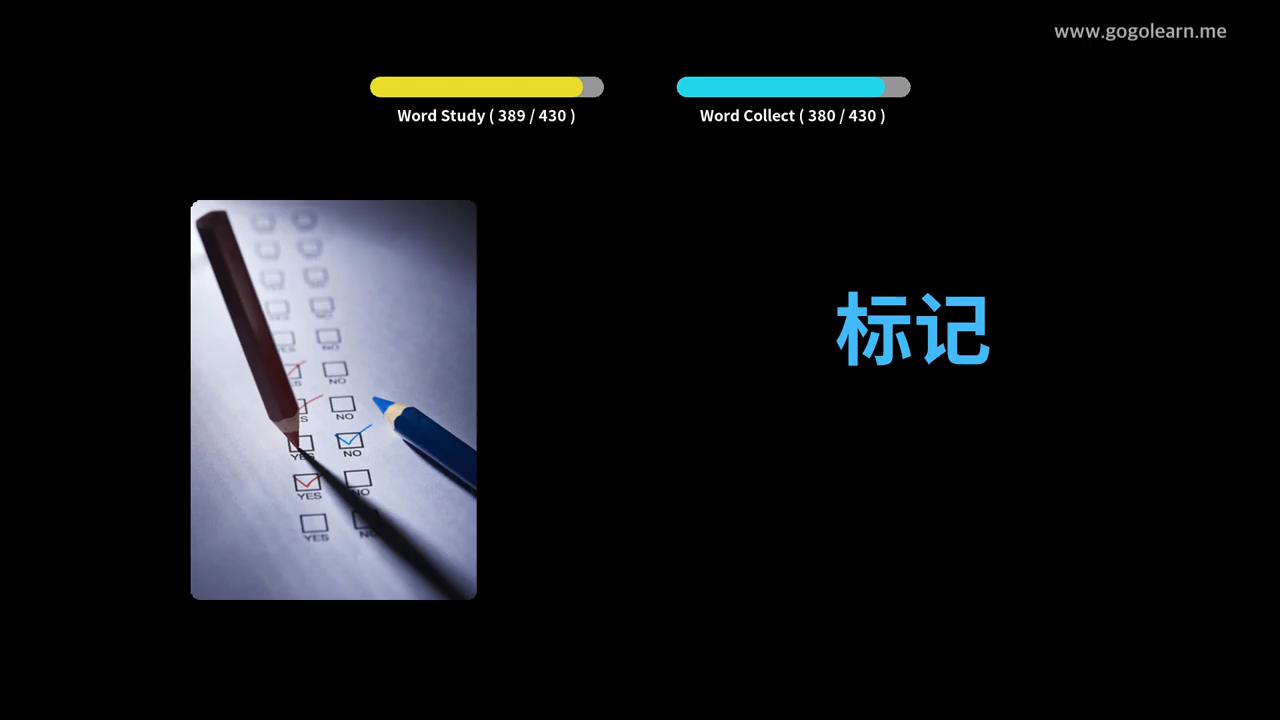 www.gogolearn.me
Word Study ( 389 / 430 )
Word Collect ( 380 / 430 )
标记
NO
NO
NO
YES
NO
YES
YES
NO